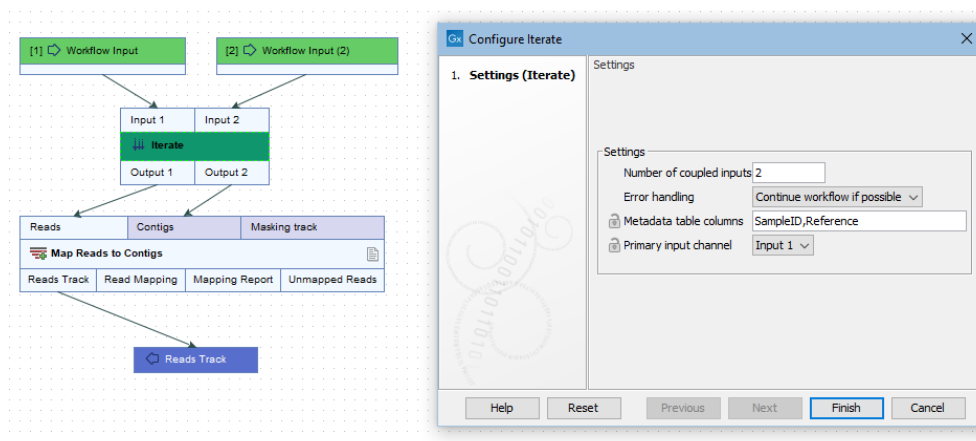 [1] Workflow Input
[2] Workflow Input (2)
Input 1
Input 2
Iterate
Output 1
Output 2
Reads
Contigs
Masking track
Map Reads to Contigs
Reads Track
Read Mapping
Mapping Report
Unmapped Reads
Reads Track
Gx Configure Iterate
1. Settings (Iterate)
Settings
Settings
Number of coupled inputs 2
Error handling Continue workflow if possible
Metadata table columns SampleID,Reference
Primary input channel Input 1
Help
Reset
Previous
Next
Finish
Cancel